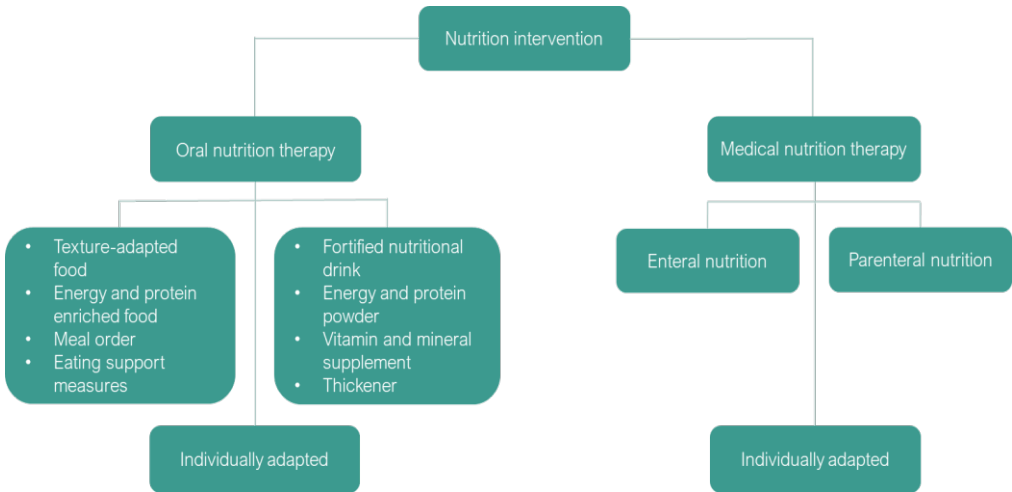 Nutrition intervention
Oral nutrition therapy
Medical nutrition therapy
• Texture-adapted
food
• Energy and protein
enriched food
• Meal order
• Eating support
measures
• Fortified nutritional
drink
• Energy and protein
powder
• Vitamin and mineral
supplement
• Thickener
Enteral nutrition
Parenteral nutrition
Individually adapted
Individually adapted